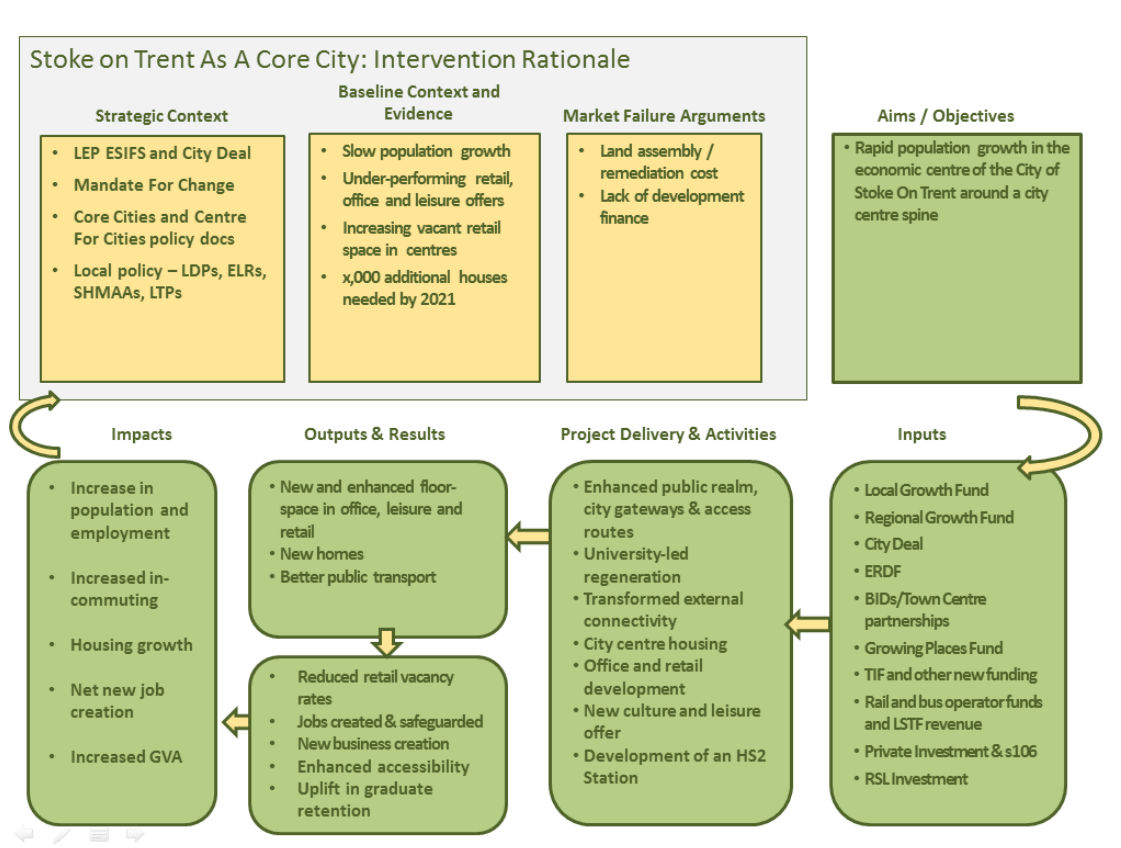 Stoke on Trent As A Core City: Intervention Rationale
Strategic Context
• LEP ESIFS and City Deal
• Mandate For Change
• Core Cities and Centre
For Cities policy docs
• Local policy – LDPs, ELRs,
SHMAAs, LTPs
Baseline Context and
Evidence
• Slow population growth
• Under-performing retail,
office and leisure offers
• Increasing vacant retail
space in centres
• x,000 additional houses
needed by 2021
Market Failure Arguments
• Land assembly /
remediation cost
• Lack of development
finance
Aims / Objectives
• Rapid population growth in the
economic centre of the City of
Stoke On Trent around a city
centre spine
Inputs
• Local Growth Fund
• Regional Growth Fund
• City Deal
• ERDF
• BIDs/Town Centre
partnerships
• Growing Places Fund
• TIF and other new funding
• Rail and bus operator funds
and LSTF revenue
• Private Investment & s106
• RSL Investment
Project Delivery & Activities
• Enhanced public realm,
city gateways & access
routes
• University-led
regeneration
• Transformed external
connectivity
• City centre housing
• Office and retail
development
• New culture and leisure
offer
• Development of an HS2
Station
Outputs & Results
• New and enhanced floor-
space in office, leisure and
retail
• New homes
• Better public transport
• Reduced retail vacancy
rates
• Jobs created & safeguarded
• New business creation
• Enhanced accessibility
• Uplift in graduate
retention
Impacts
• Increase in
population and
employment
• Increased in-
commuting
• Housing growth
• Net new job
creation
• Increased GVA